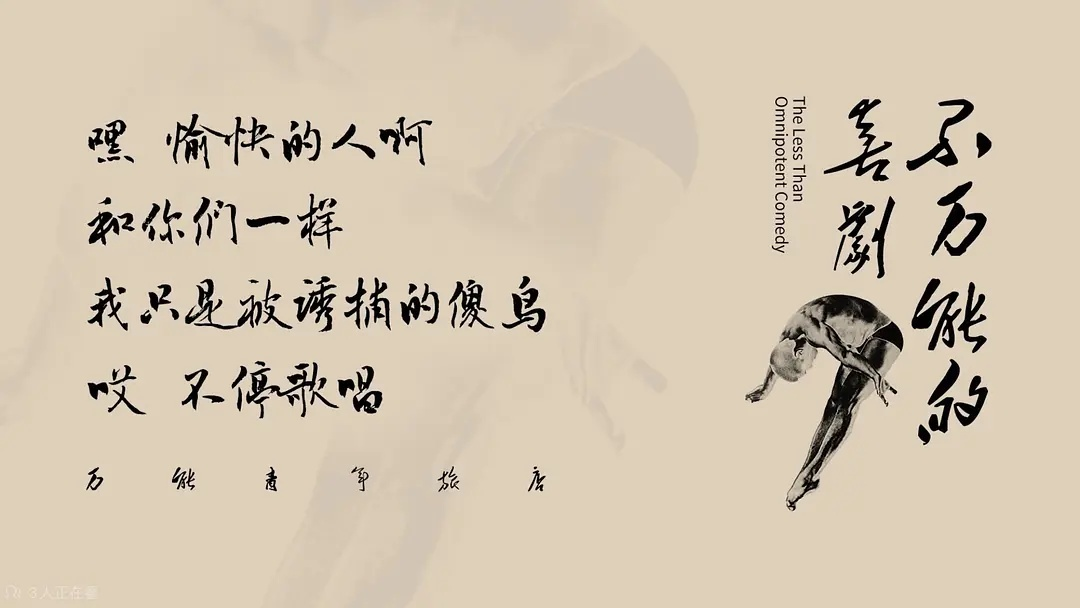 嘿 愉快的人啊
和你们一样
我只是被诱捕的傻鸟
哎 不停歌唱
万能青年旅店
不万能的
喜劇
The Less Than
Omnipotent Comedy
3人正在看